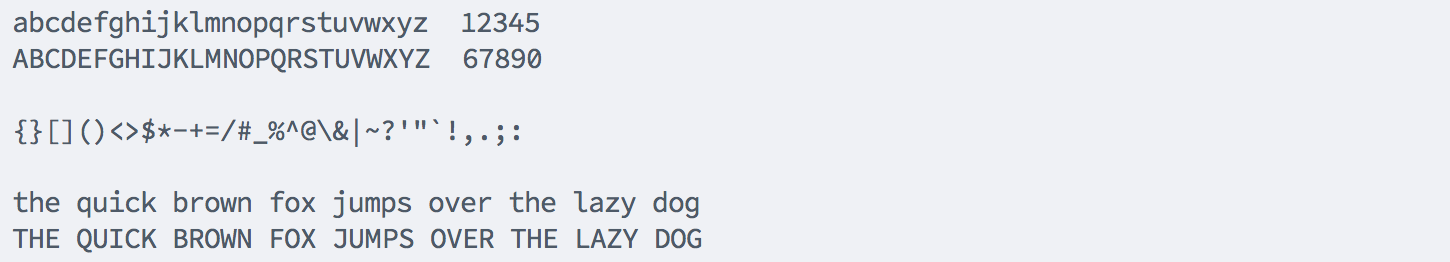 abcdefghijklmnopqrstuvwxyz  12345
ABCDEFGHIJKLMNOPQRSTUVWXYZ  67890
{}[]()<>$*-+=/#_%^@\&|~?'"`!,.;:
the quick brown fox jumps over the lazy dog
THE QUICK BROWN FOX JUMPS OVER THE LAZY DOG